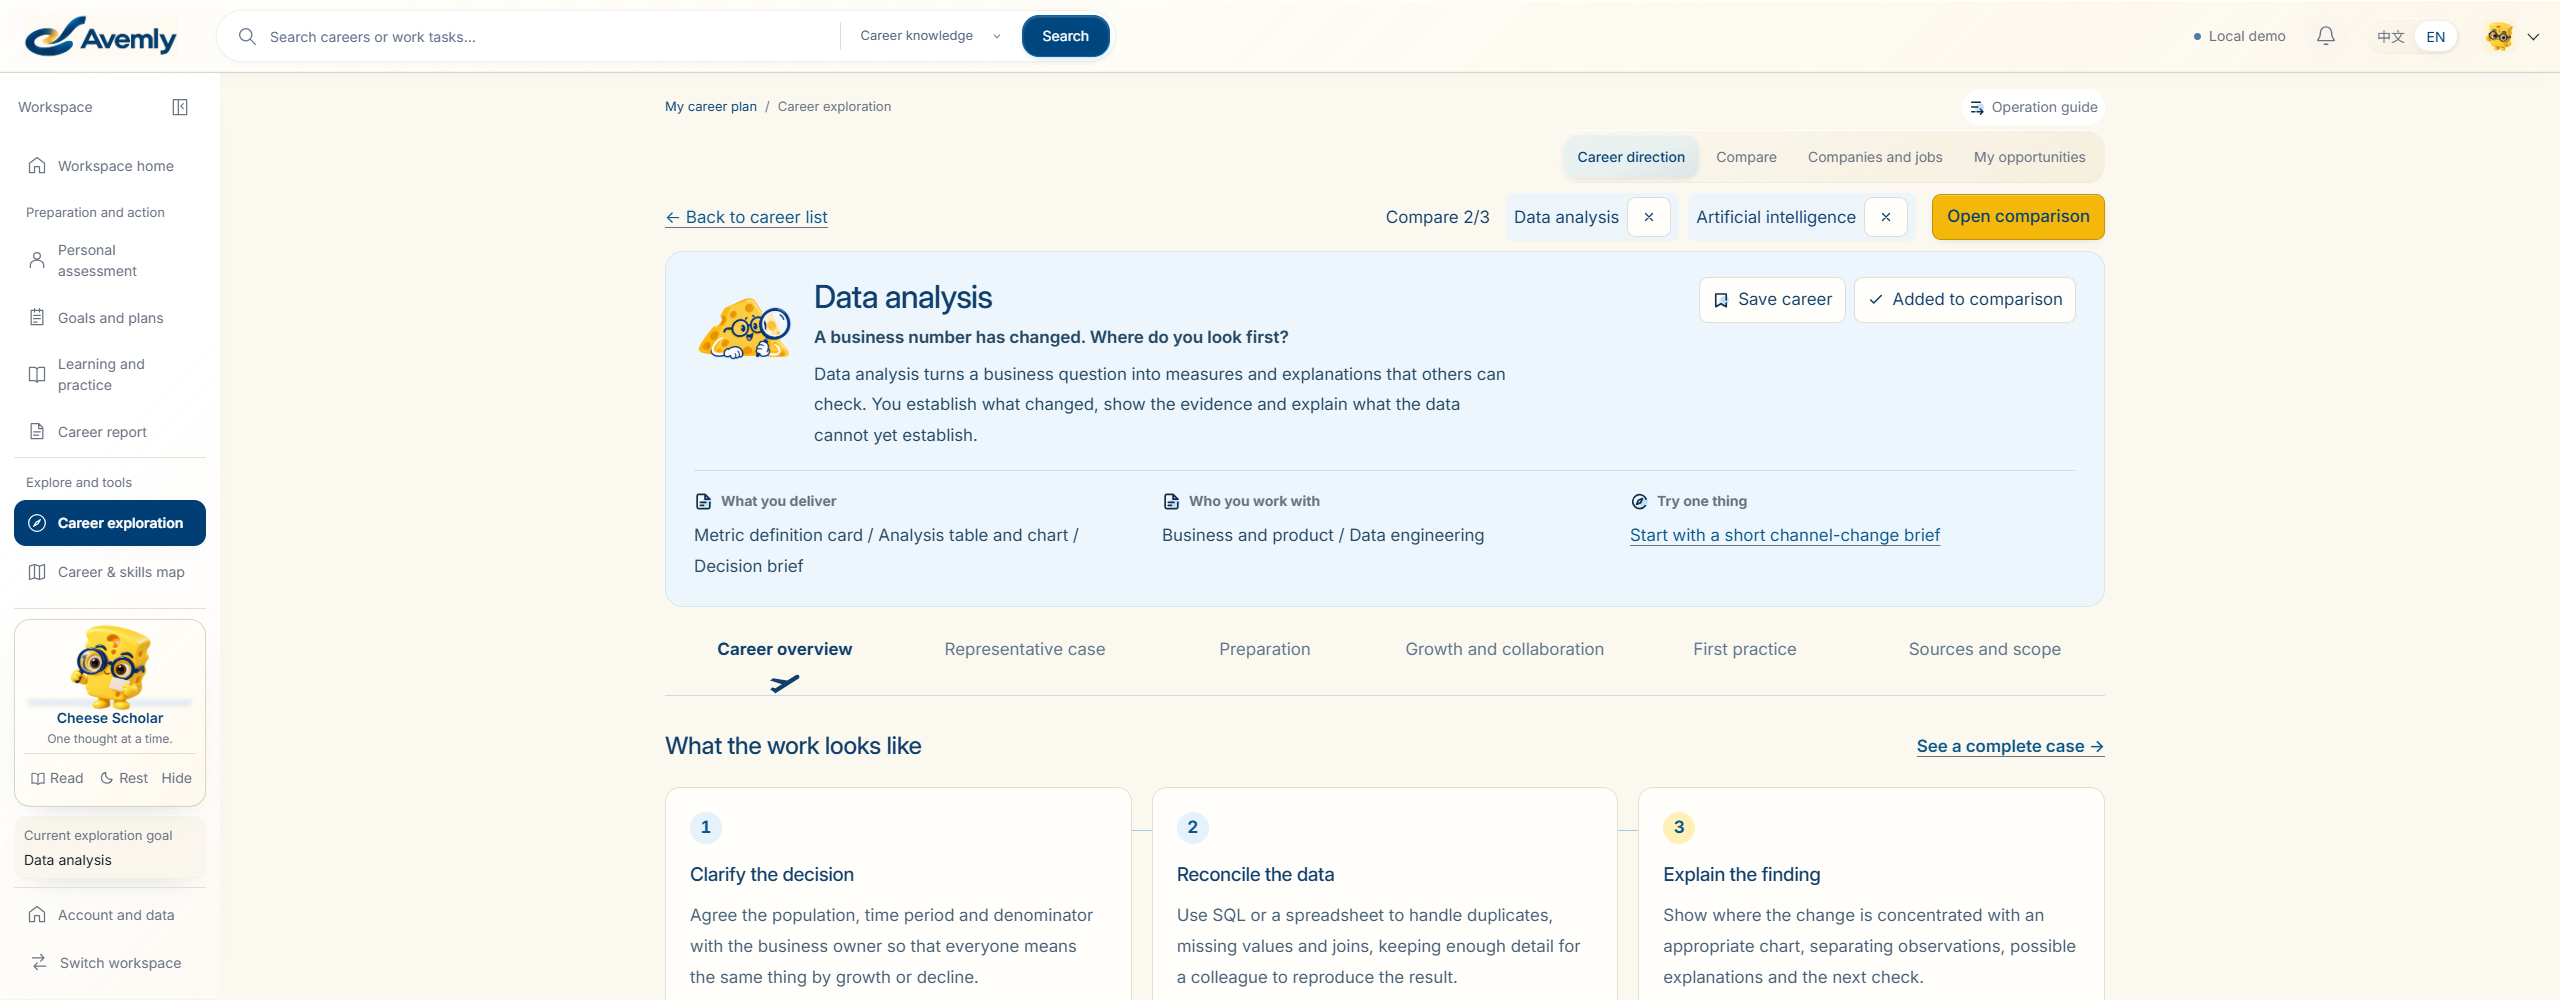 Avemly
Search careers or work tasks...
Career knowledge
Search
Local demo
中文
EN
Workspace
Workspace home
Preparation and action
Personal
assessment
Goals and plans
Learning and
practice
Career report
Explore and tools
Career exploration
Career & skills map
Cheese Scholar
One thought at a time.
Read
Rest
Hide
Current exploration goal
Data analysis
Account and data
Switch workspace
My career plan / Career exploration
Operation guide
Career direction
Compare
Companies and jobs
My opportunities
← Back to career list
Compare 2/3
Data analysis ×
Artificial intelligence ×
Open comparison
Data analysis
Save career
Added to comparison
A business number has changed. Where do you look first?
Data analysis turns a business question into measures and explanations that others can
check. You establish what changed, show the evidence and explain what the data
cannot yet establish.
What you deliver
Metric definition card / Analysis table and chart /
Decision brief
Who you work with
Business and product / Data engineering
Try one thing
Start with a short channel-change brief
Career overview
Representative case
Preparation
Growth and collaboration
First practice
Sources and scope
What the work looks like
See a complete case →
1
Clarify the decision
Agree the population, time period and denominator
with the business owner so that everyone means
the same thing by growth or decline.
2
Reconcile the data
Use SQL or a spreadsheet to handle duplicates,
missing values and joins, keeping enough detail for
a colleague to reproduce the result.
3
Explain the finding
Show where the change is concentrated with an
appropriate chart, separating observations, possible
explanations and the next check.